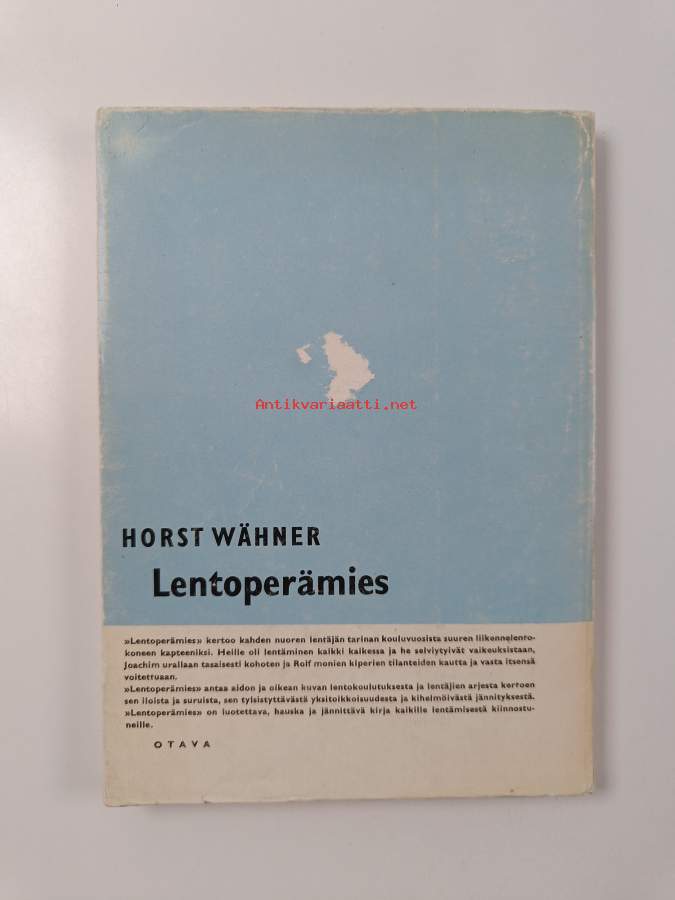 Antikvariaatti.net
HORST WÄHNER
Lentoperämies
»Lentoperämies» kertoo kahden nuoren lentäjän tarinan kouluvuosista suuren liikennelento-
koneen kapteeniksi. Heille oli lentäminen kaikki kaikessa ja he selviytyivät vaikeuksistaan,
Joachim urallaan tasaisesti kohoten ja Rolf monien kiperien tilanteiden kautta ja vasta itsensä
voitettuaan.
»Lentoperämies» antaa aidon ja oikean kuvan lentokoulutuksesta ja lentäjien arjesta kertoen
sen iloista ja suruista, sen tylsistyttävästä yksitoikkoisuudesta ja kihelmöivästä jännityksestä.
»Lentoperämies» on luotettava, hauska ja jännittävä kirja kaikille lentämisestä kiinnostu-
neille.
OTAVA